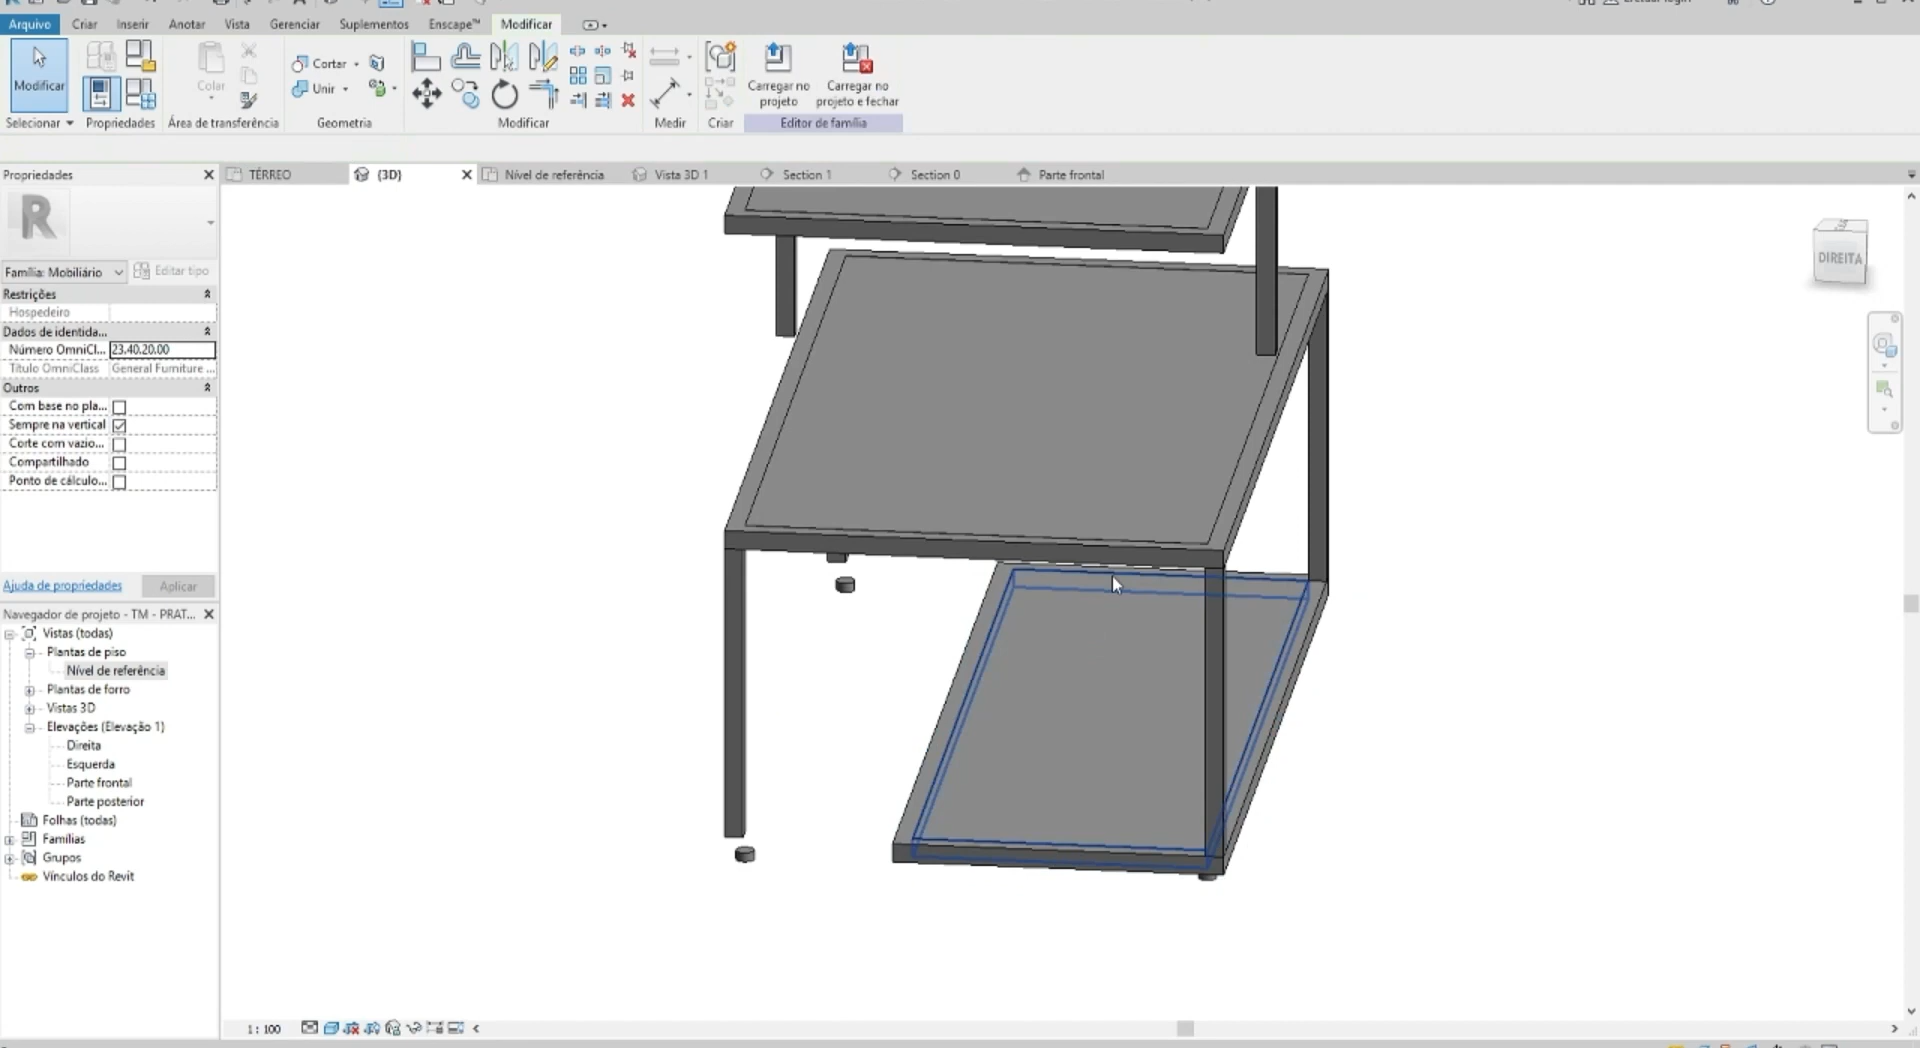 Arquivo Criar Inserir Anotar Vista Gerenciar Suplementos Enscape™ Modificar
Modificar
Colar
Cortar
Unir
Carregar no projeto
Carregar no projeto e fechar
Selecionar Propriedades Área de transferência Geometria Modificar Medir Criar Editor de família
Propriedades
TÉRREO {3D} Nível de referência Vista 3D 1 Section 1 Section 0 Parte frontal
R
Família: Mobiliário Editar tipo
Restrições
Hospedeiro
Dados de identida...
Número OmniCl... 23.40.20.00
Título OmniClass General Furniture ...
Outros
Com base no pla...
Sempre na vertical
Corte com vazio...
Compartilhado
Ponto de cálculo...
Ajuda de propriedades Aplicar
Navegador de projeto - TM - PRAT...
Vistas (todas)
Plantas de piso
Nível de referência
Plantas de forro
Vistas 3D
Elevações (Elevação 1)
Direita
Esquerda
Parte frontal
Parte posterior
Folhas (todas)
Famílias
Grupos
Vínculos do Revit
DIREITA
1 : 100